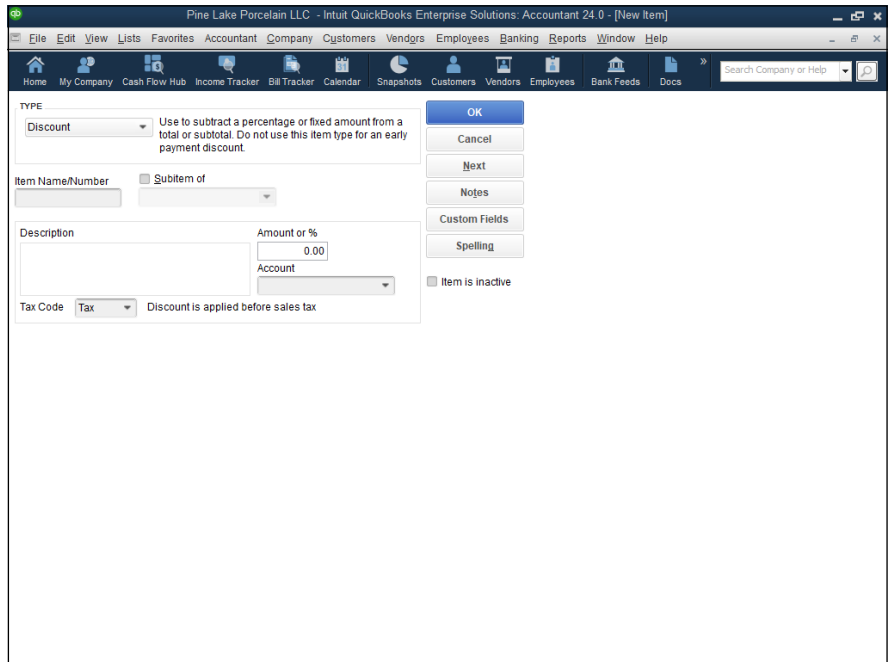 qb
Pine Lake Porcelain LLC - Intuit QuickBooks Enterprise Solutions: Accountant 24.0 - [New Item]
File Edit View Lists Favorites Accountant Company Customers Vendors Employees Banking Reports Window Help
31
Home My Company Cash Flow Hub Income Tracker Bill Tracker Calendar Snapshots Customers Vendors Employees Bank Feeds Docs » Search Company or Help
TYPE
Discount
Use to subtract a percentage or fixed amount from a
total or subtotal. Do not use this item type for an early
payment discount.
OK
Cancel
Next
Notes
Custom Fields
Spelling
Item is inactive
Item Name/Number
Subitem of
Description
Amount or %
0.00
Account
Tax Code Tax Discount is applied before sales tax